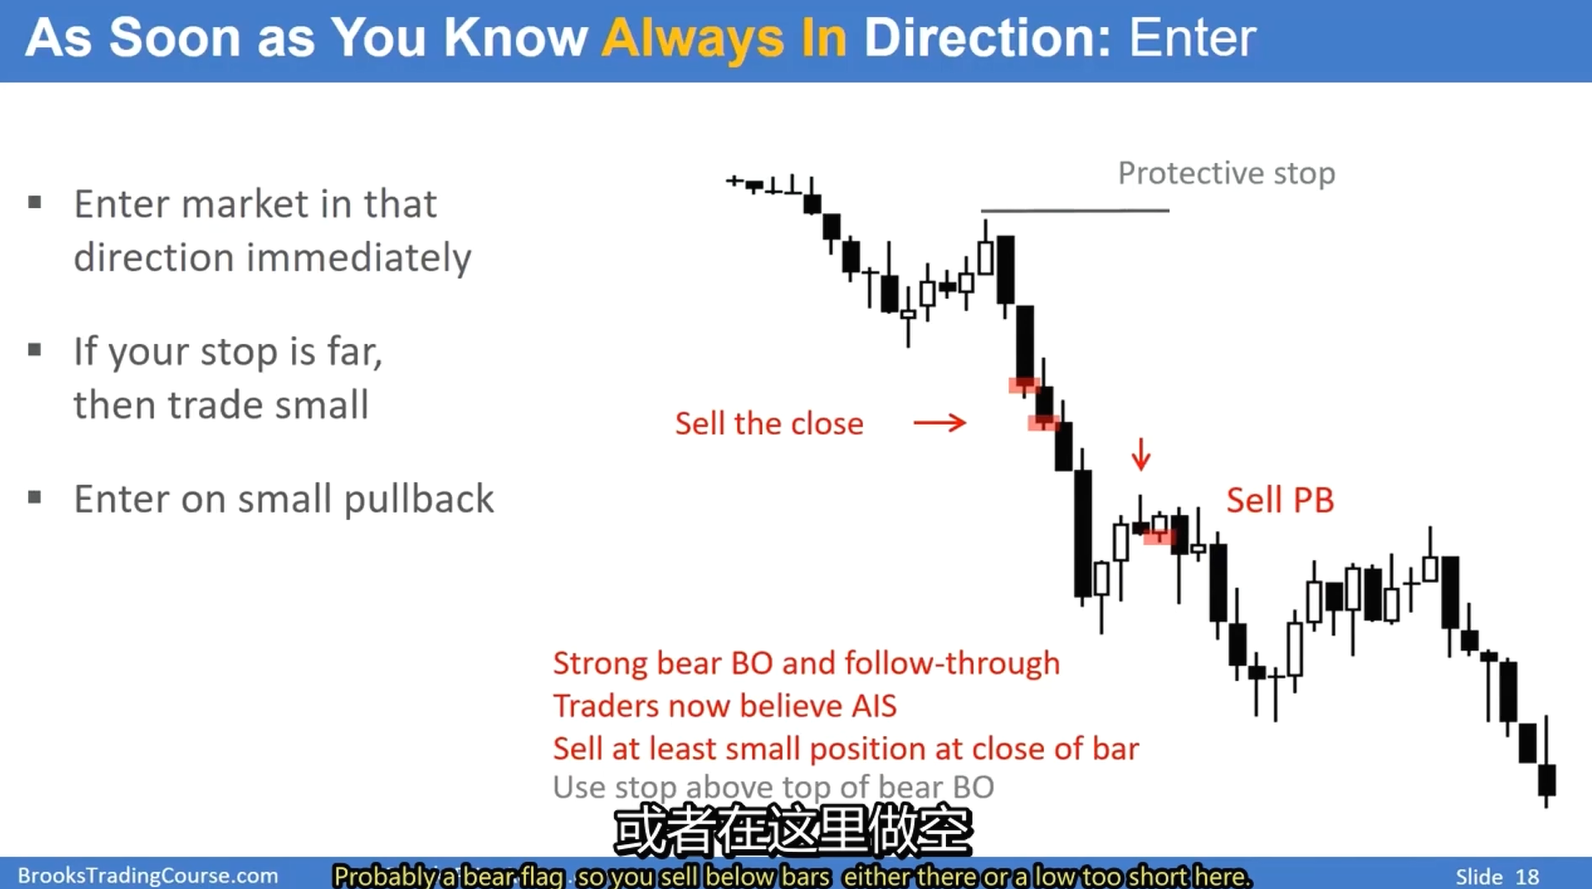 As Soon as You Know Always In Direction: Enter
Protective stop
▪ Enter market in that
direction immediately
▪ If your stop is far,
then trade small
Sell the close
▪ Enter on small pullback
Sell PB
Strong bear BO and follow-through
Traders now believe AIS
Sell at least small position at close of bar
Use stop above top of bear BO
或者在这里做空
BrooksTradingCourse.com
Probably a bear flag so you sell below bars either there or a low too short here.
Slide 18